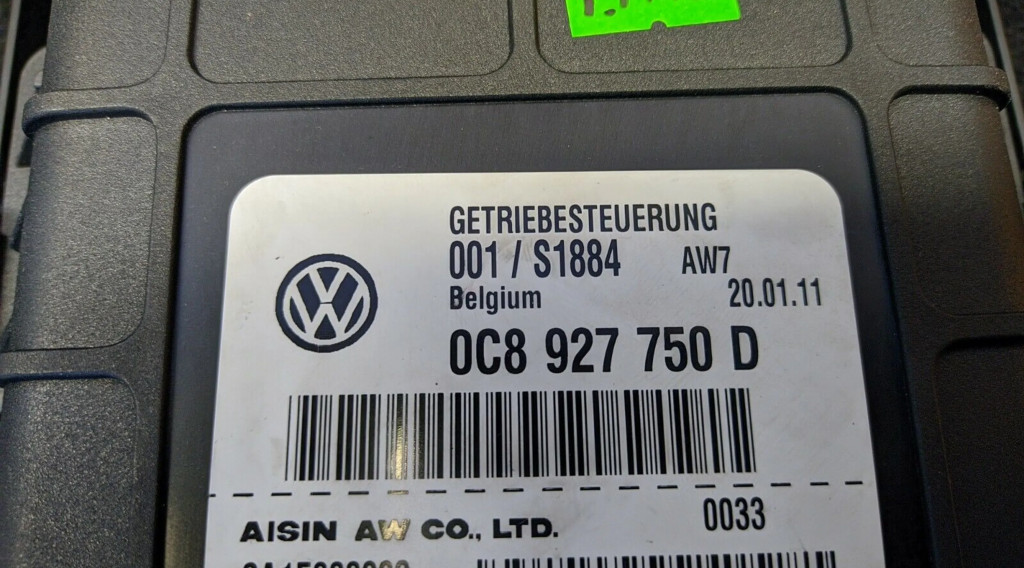 GETRIEBESTEUERUNG
001 / S1884 AW7
Belgium 20.01.11
0C8 927 750 D
AISIN AW CO., LTD. 0033